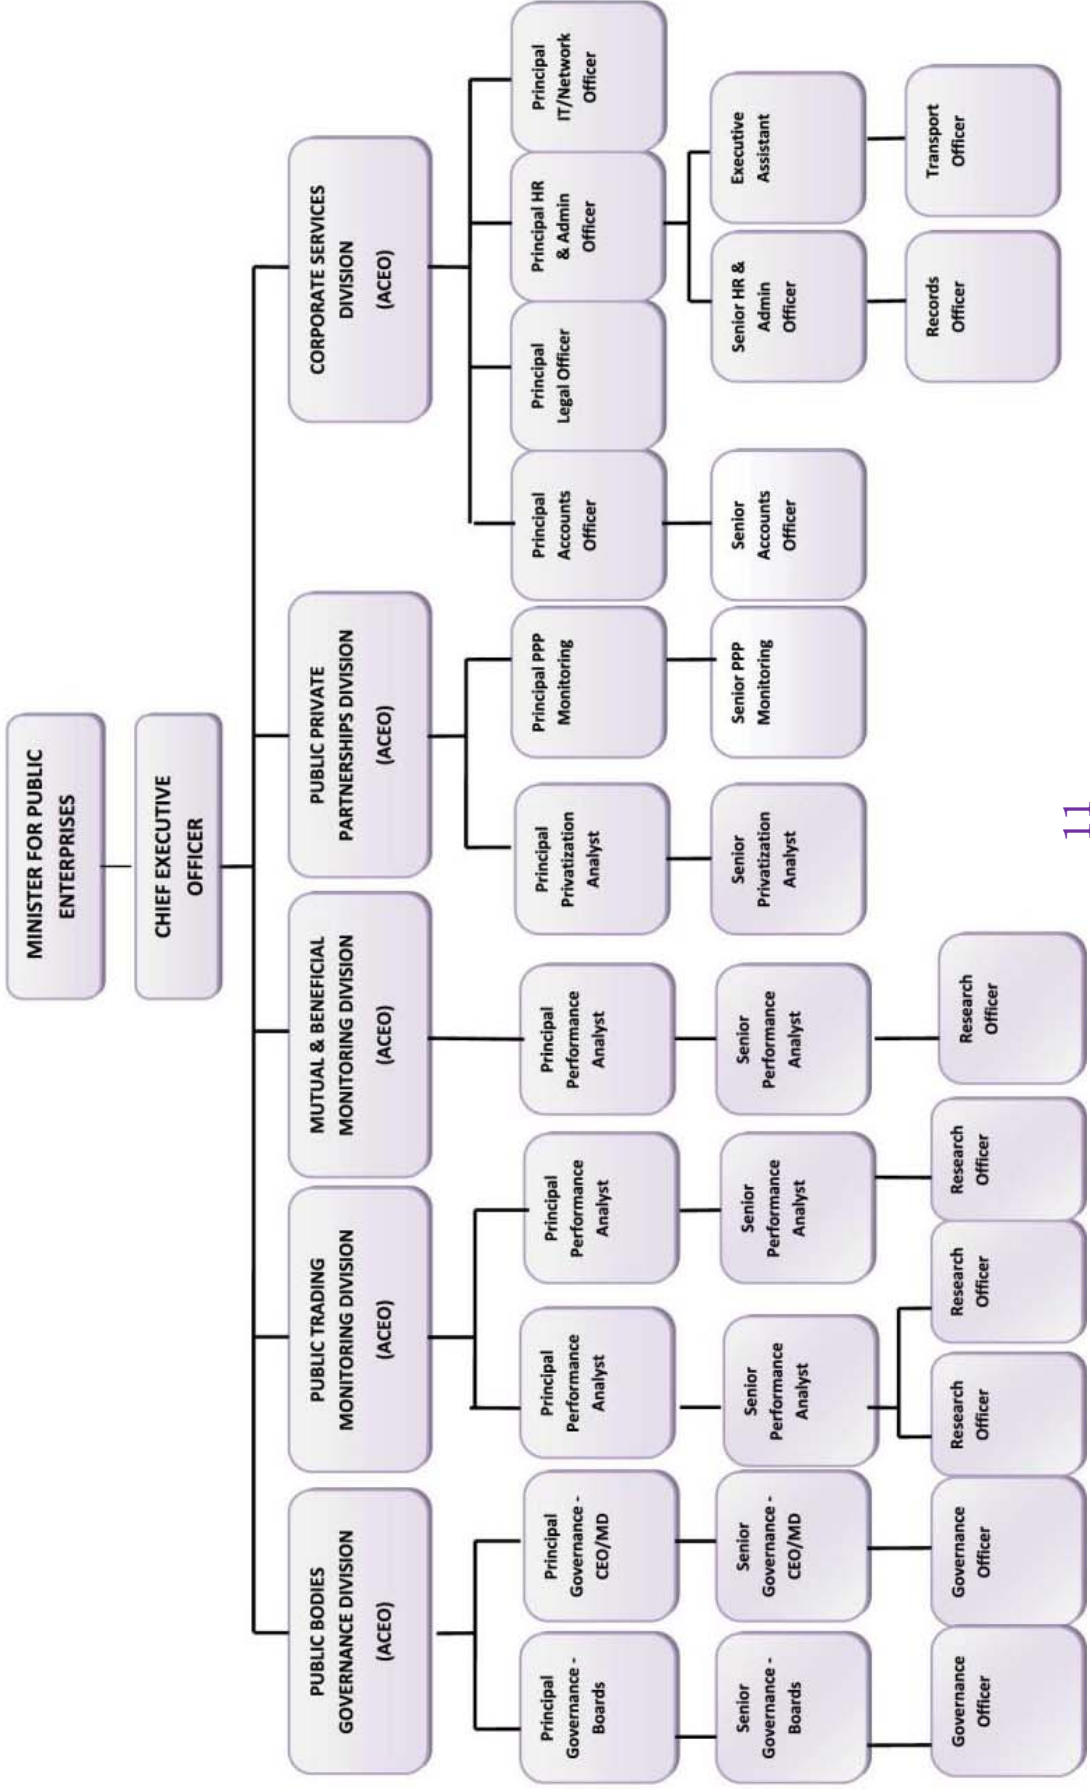 MINISTER FOR PUBLIC
ENTERPRISES
CHIEF EXECUTIVE
OFFICER
PUBLIC BODIES
GOVERNANCE DIVISION
(ACEO)
PUBLIC TRADING
MONITORING DIVISION
(ACEO)
MUTUAL & BENEFICIAL
MONITORING DIVISION
(ACEO)
PUBLIC PRIVATE
PARTNERSHIPS DIVISION
(ACEO)
CORPORATE SERVICES
DIVISION
(ACEO)
Principal
Governance -
Boards
Principal
Governance -
CEO/MD
Principal
Performance
Analyst
Principal
Performance
Analyst
Principal
Performance
Analyst
Principal
Privatization
Analyst
Principal PPP
Monitoring
Principal
Accounts
Officer
Principal
Legal Officer
Principal HR
& Admin
Officer
Principal
IT/Network
Officer
Senior
Governance -
Boards
Senior
Governance -
CEO/MD
Senior
Performance
Analyst
Senior
Performance
Analyst
Senior
Performance
Analyst
Senior
Privatization
Analyst
Senior PPP
Monitoring
Senior
Accounts
Officer
Senior HR &
Admin
Officer
Executive
Assistant
Governance
Officer
Governance
Officer
Research
Officer
Research
Officer
Research
Officer
Research
Officer
Records
Officer
Transport
Officer
11